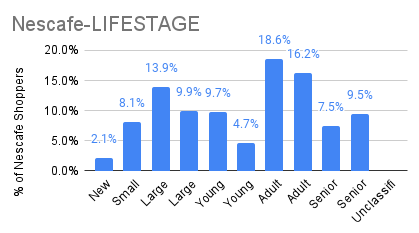 Nescafe-LIFESTAGE
% of Nescafe Shoppers
20.0%
15.0%
10.0%
5.0%
0.0%
2.1%
8.1%
13.9%
9.9%
9.7%
4.7%
18.6%
16.2%
7.5%
9.5%
New
Small
Large
Large
Young
Young
Adult
Adult
Senior
Senior
Unclassifi